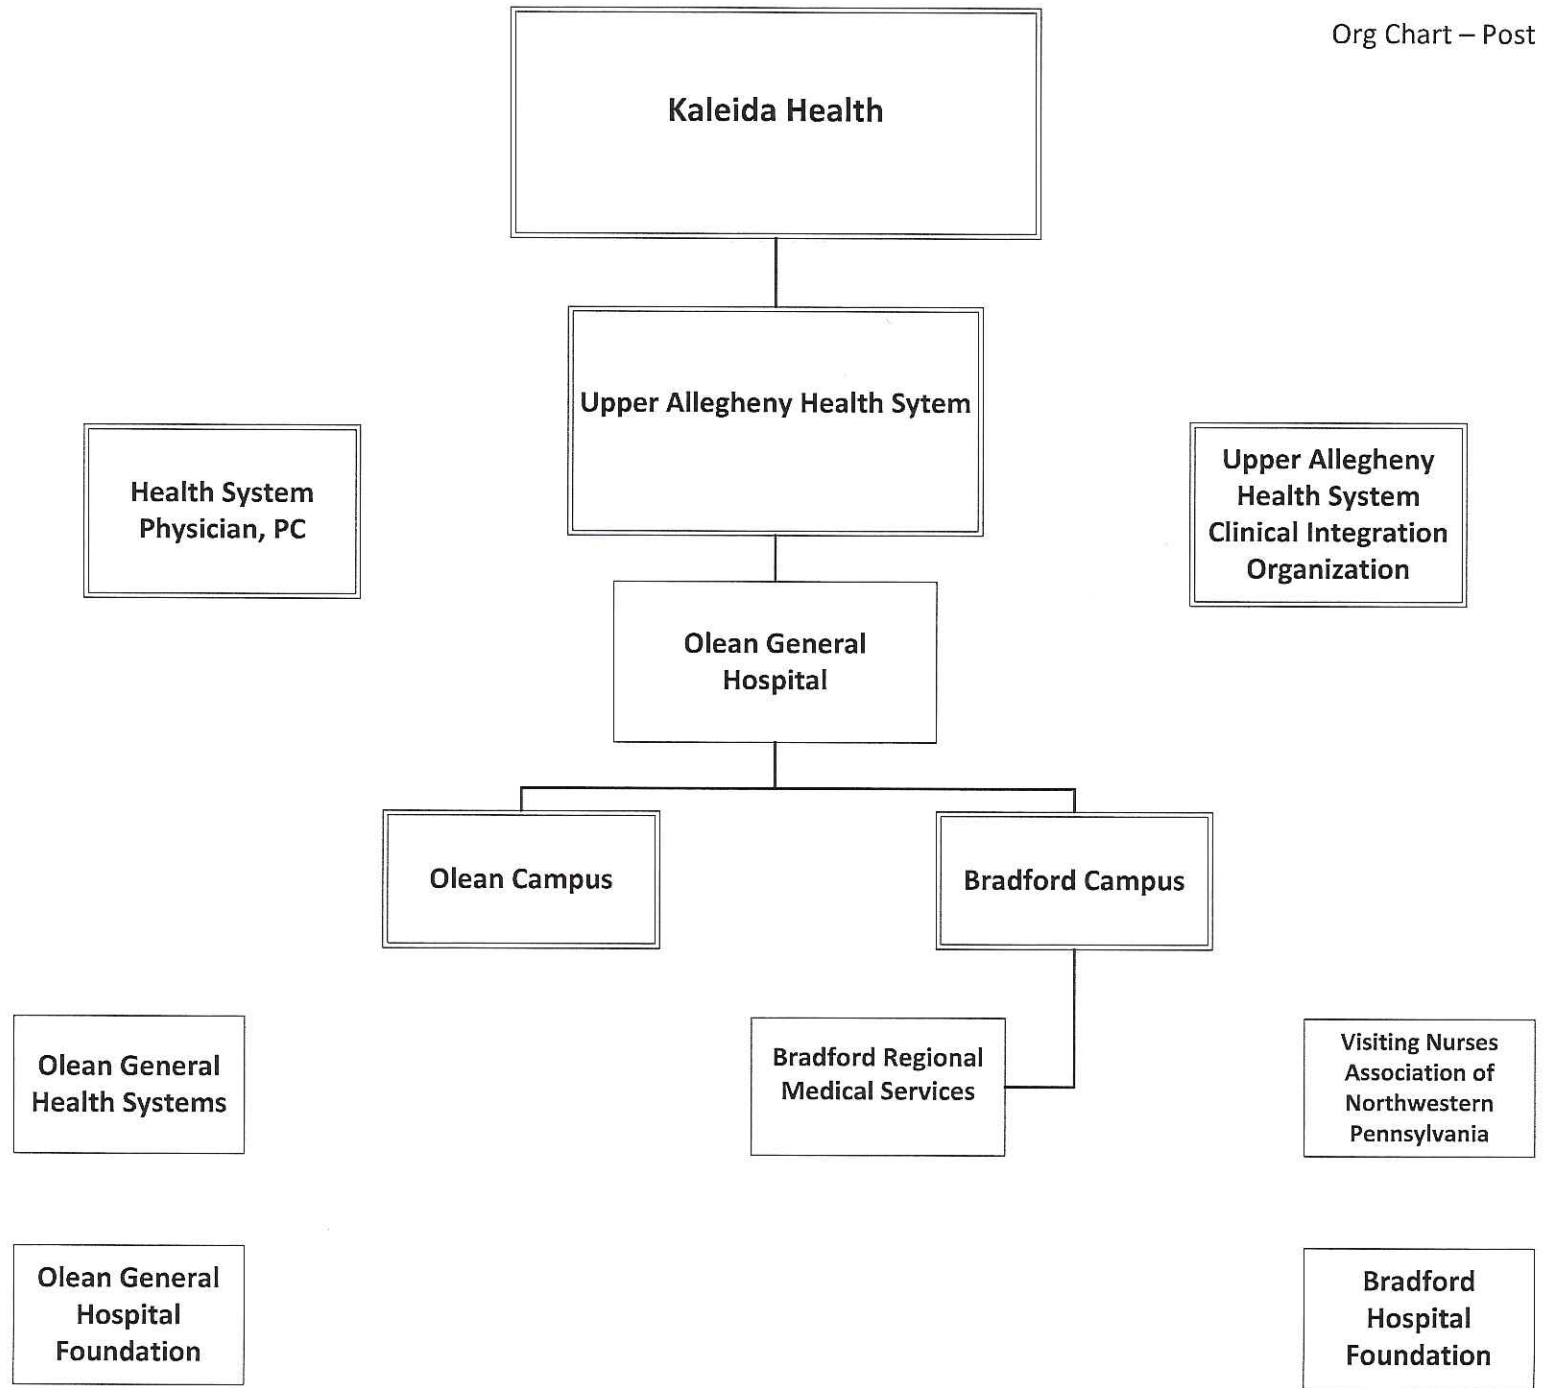 Org Chart – Post
Kaleida Health
Upper Allegheny Health Sytem
Health System
Physician, PC
Upper Allegheny
Health System
Clinical Integration
Organization
Olean General
Hospital
Olean Campus
Bradford Campus
Olean General
Health Systems
Bradford Regional
Medical Services
Visiting Nurses
Association of
Northwestern
Pennsylvania
Olean General
Hospital
Foundation
Bradford
Hospital
Foundation